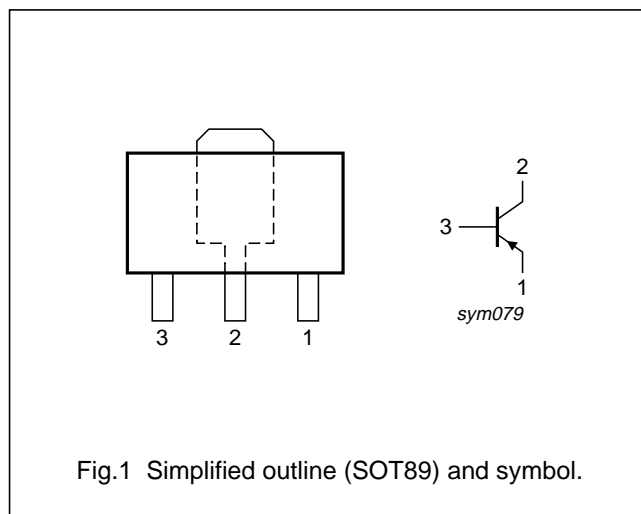 2
3
1
sym079
3 2 1
Fig.1 Simplified outline (SOT89) and symbol.